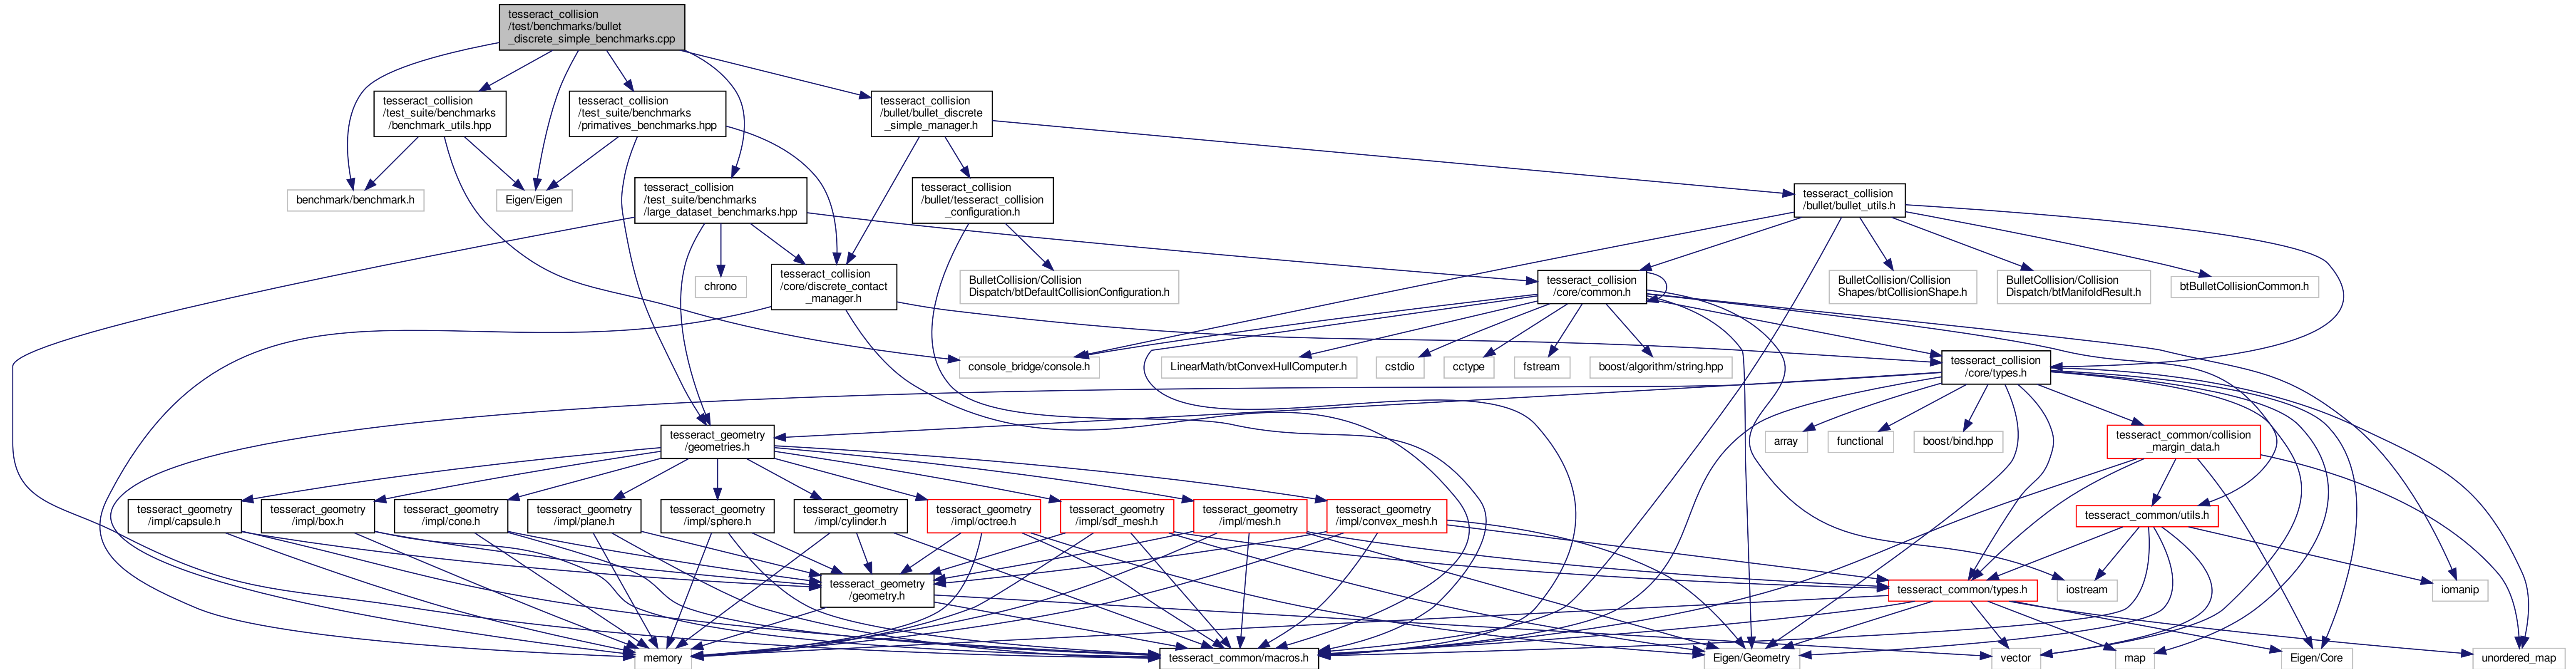 tesseract_collision
/test/benchmarks/bullet
_discrete_simple_benchmarks.cpp
tesseract_collision
/test_suite/benchmarks
/benchmark_utils.hpp
tesseract_collision
/test_suite/benchmarks
/primatives_benchmarks.hpp
tesseract_collision
/bullet/bullet_discrete
_simple_manager.h
benchmark/benchmark.h
Eigen/Eigen
tesseract_collision
/test_suite/benchmarks
/large_dataset_benchmarks.hpp
tesseract_collision
/bullet/tesseract_collision
_configuration.h
tesseract_collision
/bullet/bullet_utils.h
chrono
tesseract_collision
/core/discrete_contact
_manager.h
BulletCollision/Collision
Dispatch/btDefaultCollisionConfiguration.h
tesseract_collision
/core/common.h
BulletCollision/Collision
Shapes/btCollisionShape.h
BulletCollision/Collision
Dispatch/btManifoldResult.h
btBulletCollisionCommon.h
console_bridge/console.h
LinearMath/btConvexHullComputer.h
cstdio
cctype
fstream
boost/algorithm/string.hpp
tesseract_collision
/core/types.h
tesseract_geometry
/geometries.h
array
functional
boost/bind.hpp
tesseract_common/collision
_margin_data.h
tesseract_geometry
/impl/capsule.h
tesseract_geometry
/impl/box.h
tesseract_geometry
/impl/cone.h
tesseract_geometry
/impl/plane.h
tesseract_geometry
/impl/sphere.h
tesseract_geometry
/impl/cylinder.h
tesseract_geometry
/impl/octree.h
tesseract_geometry
/impl/sdf_mesh.h
tesseract_geometry
/impl/mesh.h
tesseract_geometry
/impl/convex_mesh.h
tesseract_common/utils.h
tesseract_geometry
/geometry.h
tesseract_common/types.h
iostream
iomanip
memory
tesseract_common/macros.h
Eigen/Geometry
vector
map
Eigen/Core
unordered_map